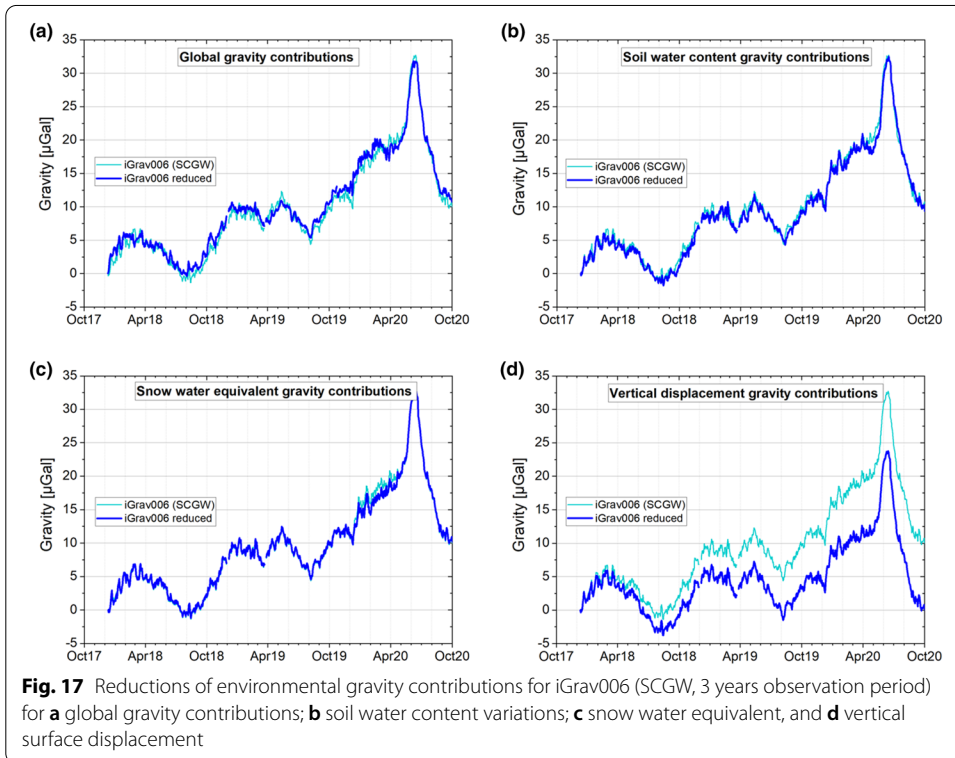 (a)
Global gravity contributions
Gravity [µGal]
35
30
25
20
15
10
5
0
-5
iGrav006 (SCGW)
iGrav006 reduced
Oct17 Apr18 Oct18 Apr19 Oct19 Apr20 Oct20
(b)
Soil water content gravity contributions
Gravity [µGal]
35
30
25
20
15
10
5
0
-5
iGrav006 (SCGW)
iGrav006 reduced
Oct17 Apr18 Oct18 Apr19 Oct19 Apr20 Oct20
(c)
Snow water equivalent gravity contributions
Gravity [µGal]
35
30
25
20
15
10
5
0
-5
iGrav006 (SCGW)
iGrav006 reduced
Oct17 Apr18 Oct18 Apr19 Oct19 Apr20 Oct20
(d)
Vertical displacement gravity contributions
Gravity [µGal]
35
30
25
20
15
10
5
0
-5
iGrav006 (SCGW)
iGrav006 reduced
Oct17 Apr18 Oct18 Apr19 Oct19 Apr20 Oct20
Fig. 17 Reductions of environmental gravity contributions for iGrav006 (SCGW, 3 years observation period)
for a global gravity contributions; b soil water content variations; c snow water equivalent, and d vertical
surface displacement